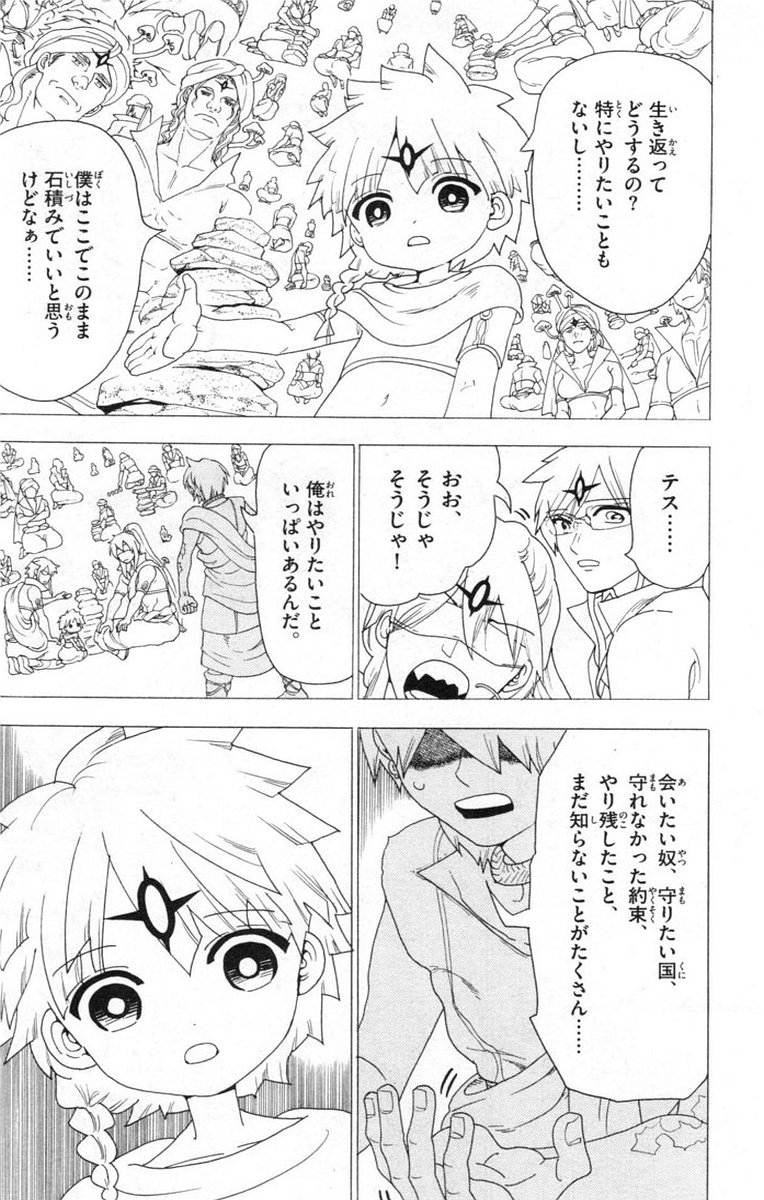 生き返って
どうするの?
特にやりたいことも
ないし………
僕はここでこのまま
石積みでいいと思う
けどなぁ……
テス……
おお、
そうじゃ
そうじゃ!
俺はやりたいこと
いっぱいあるんだ。
会いたい奴、守りたい国、
守れなかった約束、
やり残したこと、
まだ知らないことがたくさん……